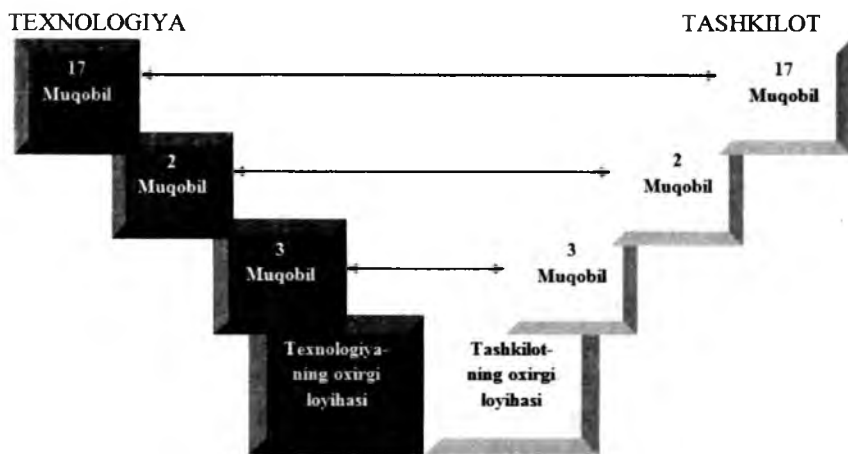 TEXNOLOGIYA
TASHKILOT
17
Muqobil
17
Muqobil
2
Muqobil
2
Muqobil
3
Muqobil
3
Muqobil
Texnologiya-
ning oxirgi
loyihasi
Tashkilot-
ning oxirgi
loyihasi